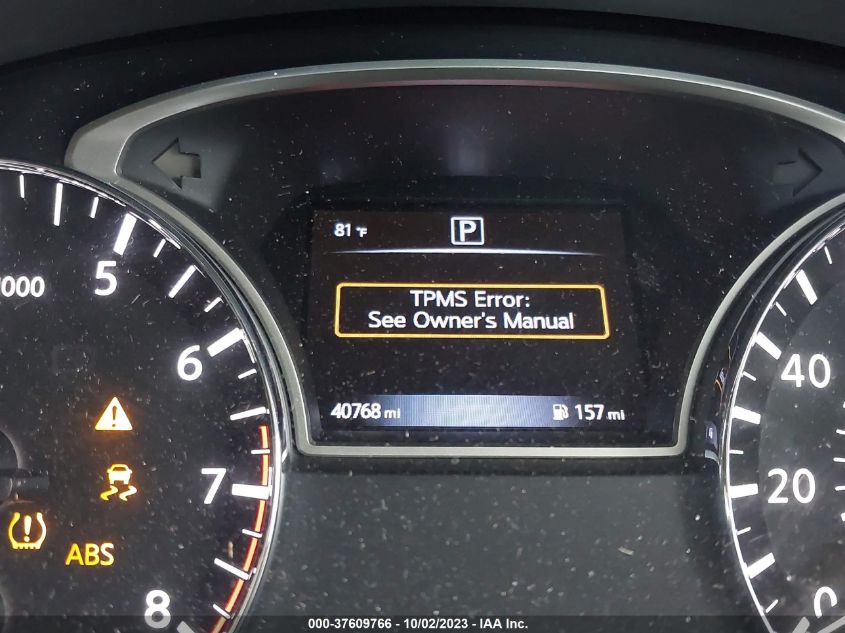 81 °F
P
TPMS Error:
See Owner's Manual
40768 mi
157 mi
5
6
7
8
ABS
40
20
0
000-37609766 - 10/02/2023 - IAA Inc.